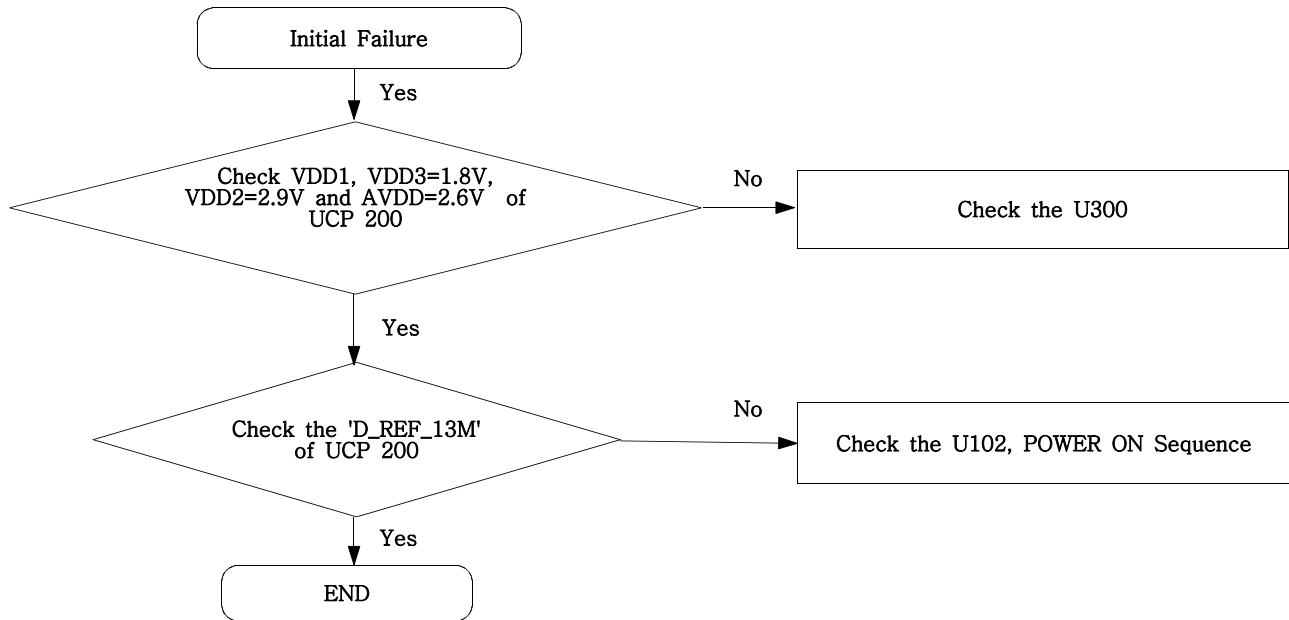 Initial Failure
Yes
Check VDD1, VDD3=1.8V,
VDD2=2.9V and AVDD=2.6V of
UCP 200
No
Check the U300
Yes
Check the 'D_REF_13M'
of UCP 200
No
Check the U102, POWER ON Sequence
Yes
END